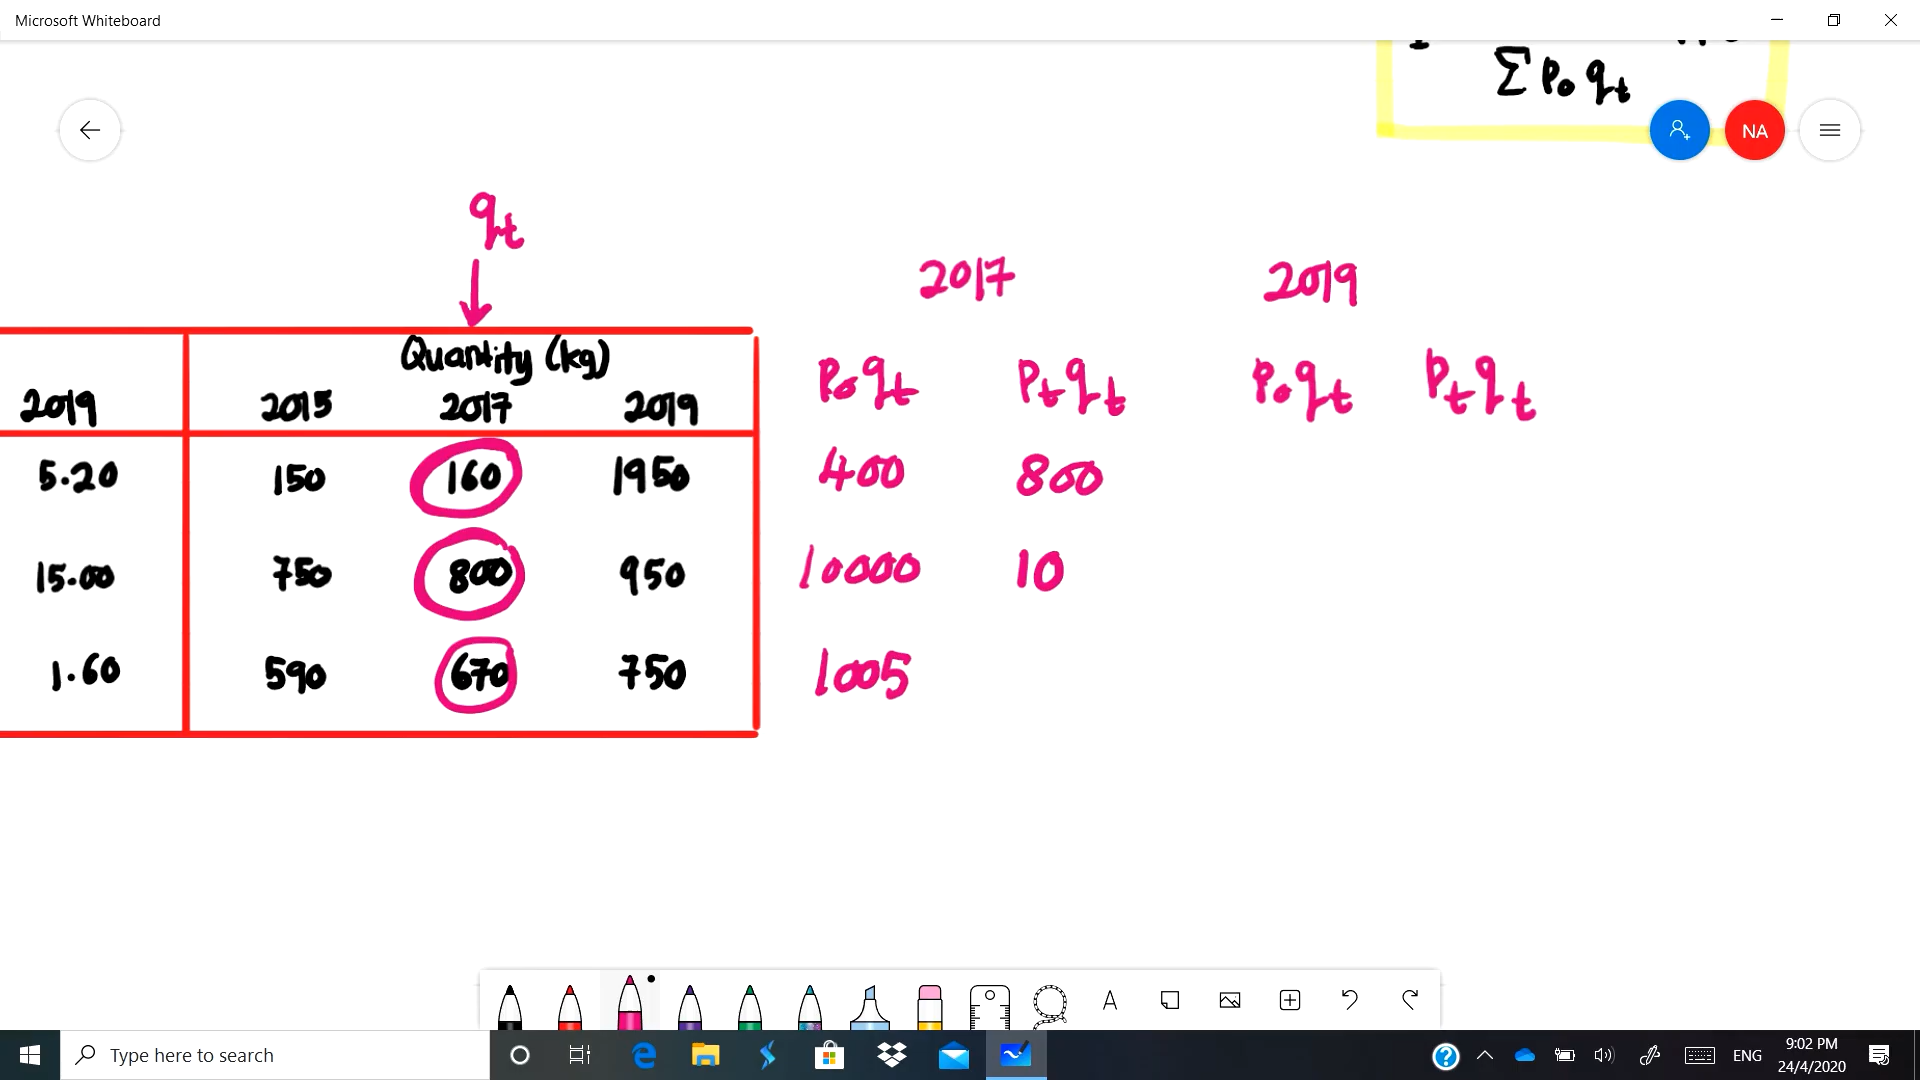 Microsoft Whiteboard
Σ P₀ qₜ
NA
qₜ
2017 2019
Quantity (kg)
P₀qₜ Pₜqₜ P₀qₜ Pₜqₜ
2019 2015 2017 2019
5.20 150 160 1950 400 800
15.00 750 800 950 10000 10
1.60 590 670 750 1005
A
Type here to search
ENG
9:02 PM
24/4/2020